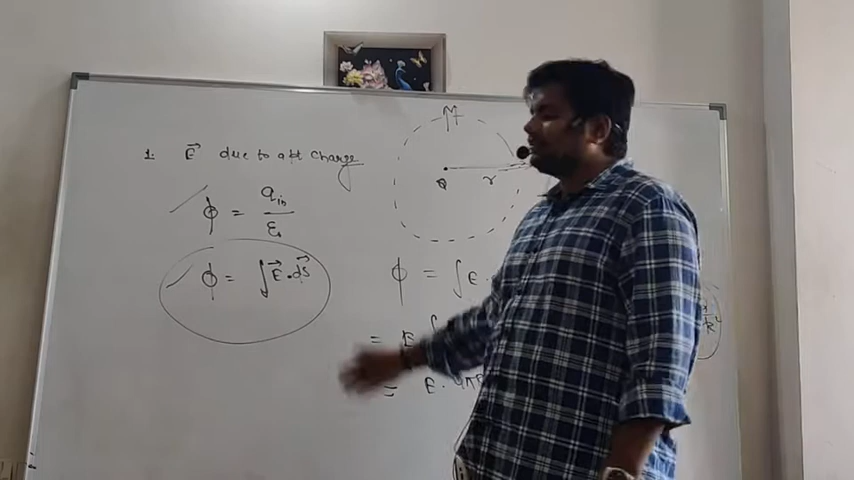 1. E⃗ due to a pt charge
Q
r
ϕ = q_in / ε₀
ϕ = ∫E⃗·ds⃗
ϕ = ∫E.
= E ∫
= E. 4π